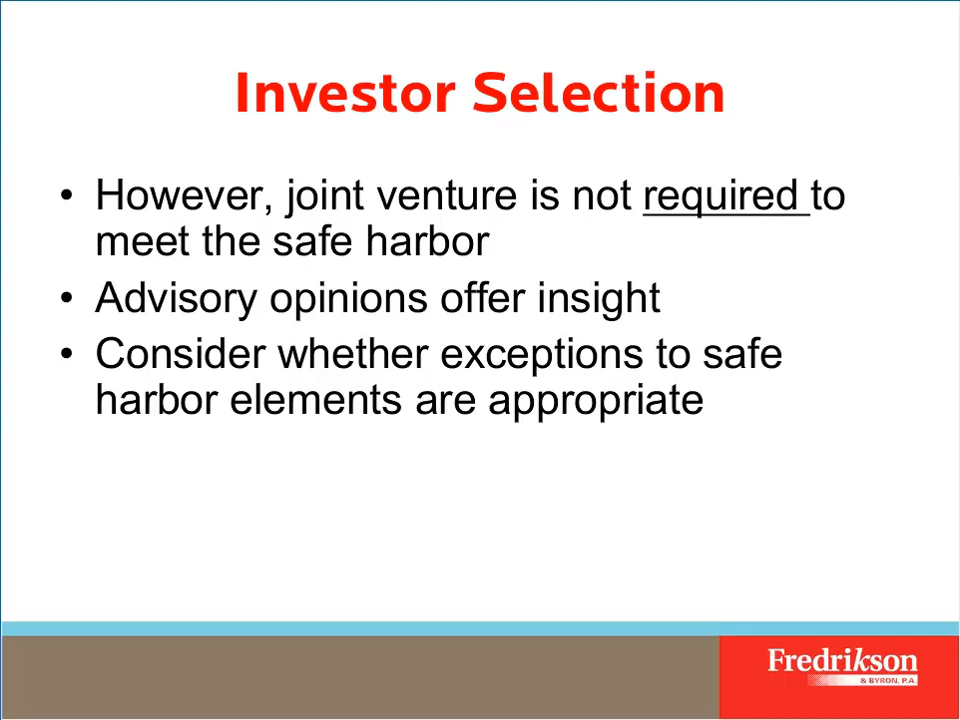 Investor Selection
• However, joint venture is not required to
meet the safe harbor
• Advisory opinions offer insight
• Consider whether exceptions to safe
harbor elements are appropriate
Fredrikson
& BYRON, P.A.